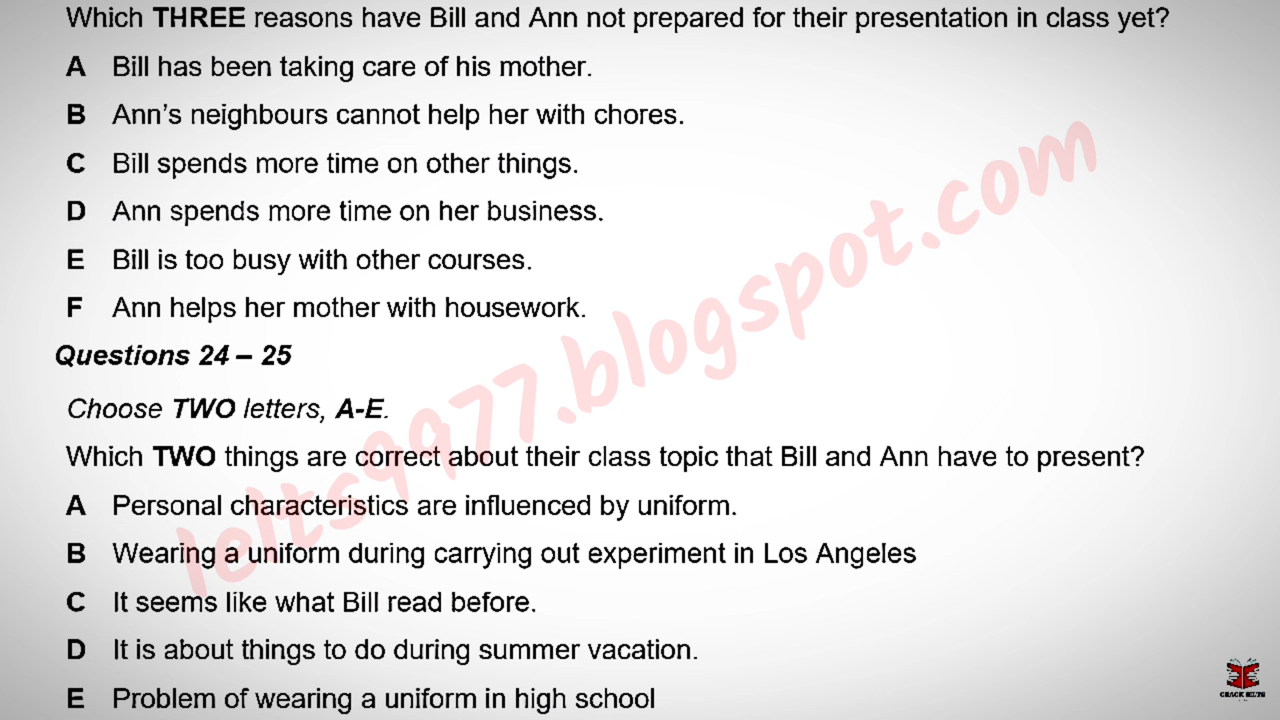 Which THREE reasons have Bill and Ann not prepared for their presentation in class yet?
A Bill has been taking care of his mother.
B Ann's neighbours cannot help her with chores.
C Bill spends more time on other things.
D Ann spends more time on her business.
E Bill is too busy with other courses.
F Ann helps her mother with housework.
Questions 24 – 25
Choose TWO letters, A-E.
Which TWO things are correct about their class topic that Bill and Ann have to present?
A Personal characteristics are influenced by uniform.
B Wearing a uniform during carrying out experiment in Los Angeles
C It seems like what Bill read before.
D It is about things to do during summer vacation.
E Problem of wearing a uniform in high school
Ielts9977.blogspot.com
CRACK IELTS